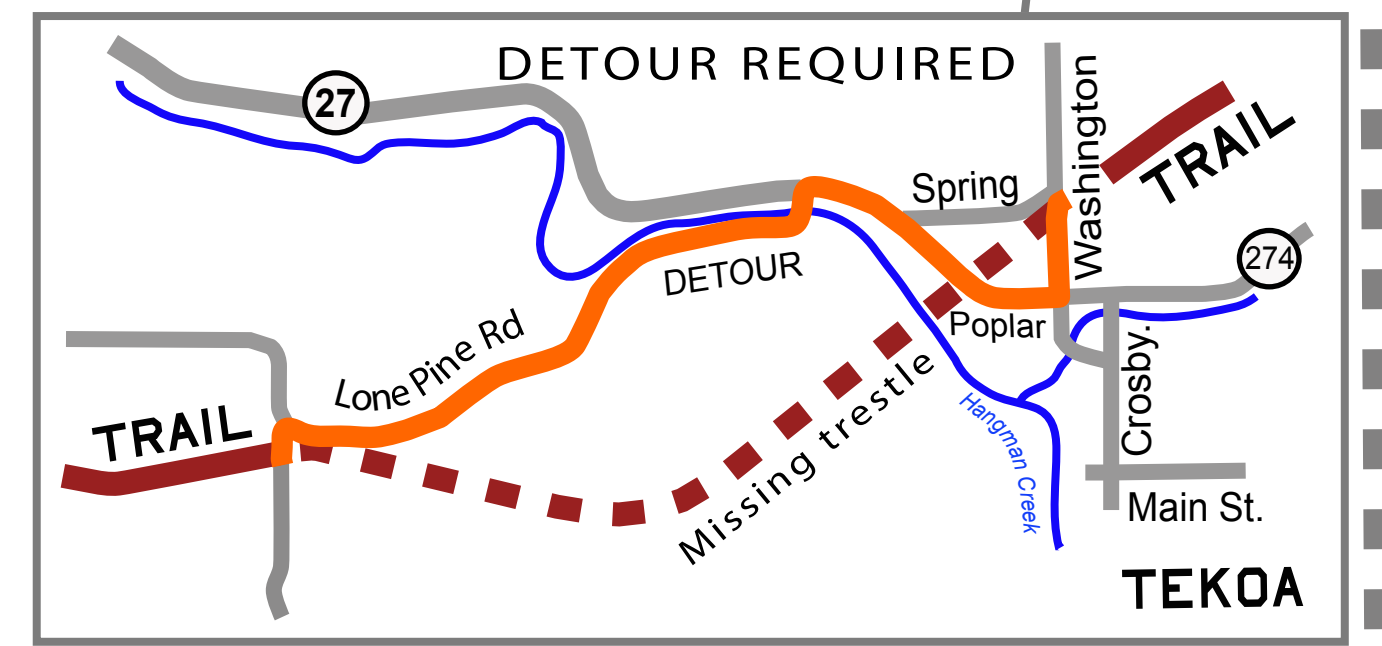 DETOUR REQUIRED
27
Washington
TRAIL
Spring
274
DETOUR
Poplar
Lone Pine Rd
Crosby.
TRAIL
Missing trestle
Hangman Creek
Main St.
TEKOA